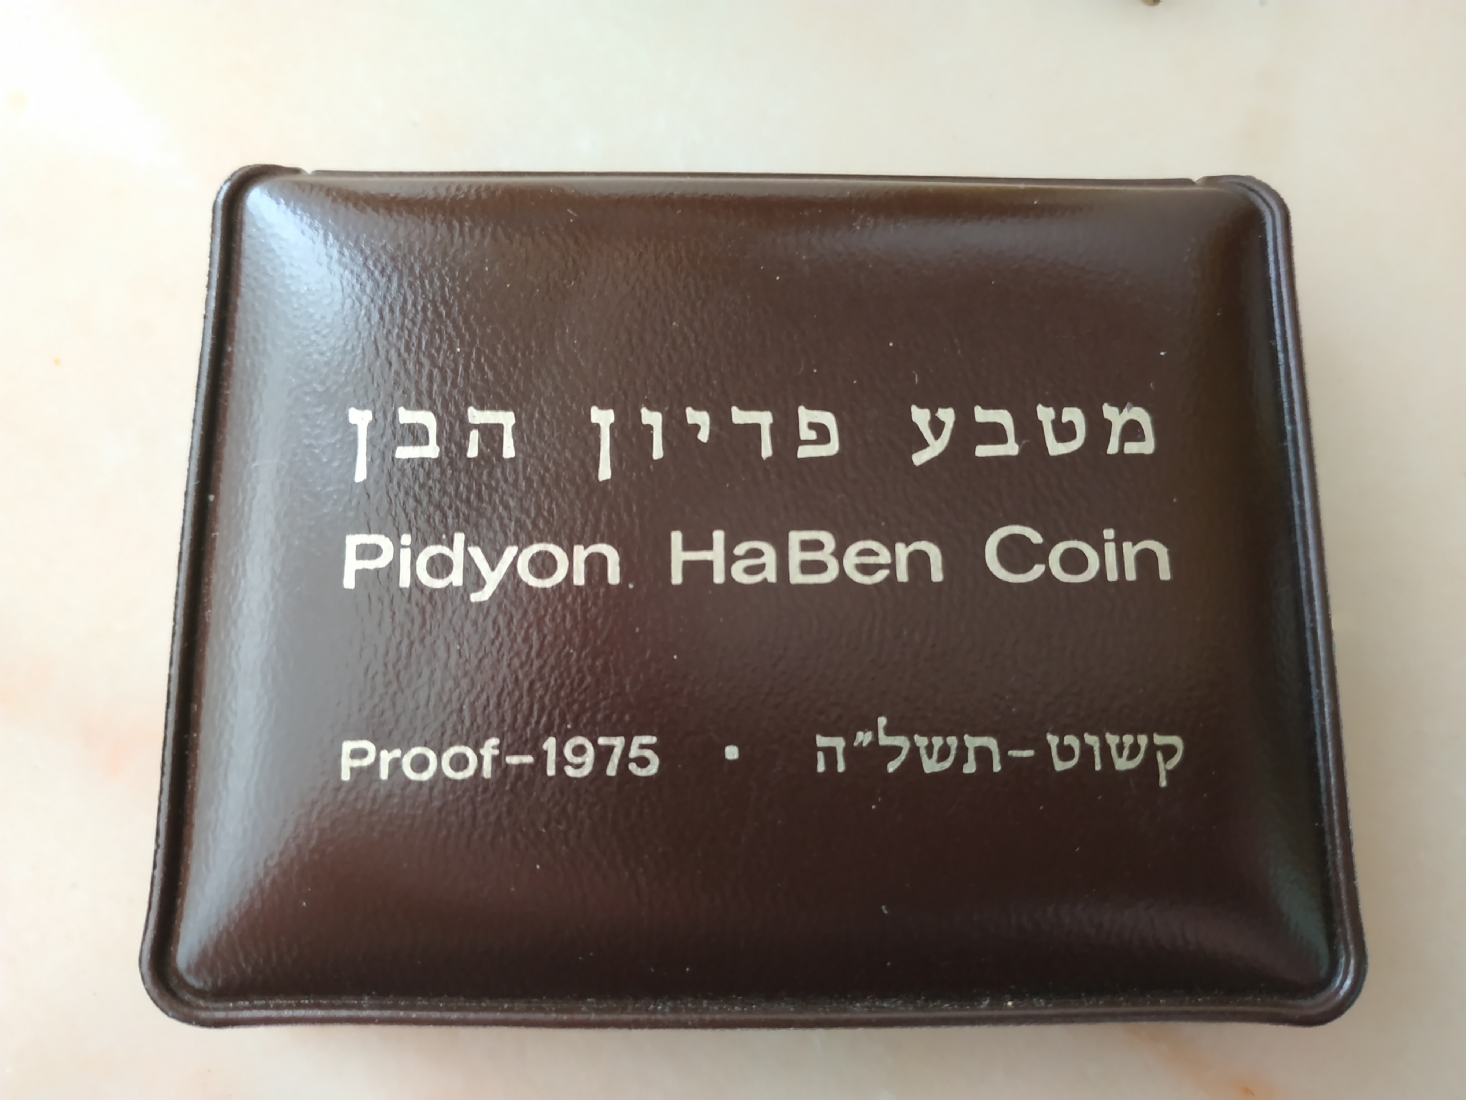 מטבע פדיון הבן
Pidyon HaBen Coin
Proof-1975 • קשוט-תשל״ה